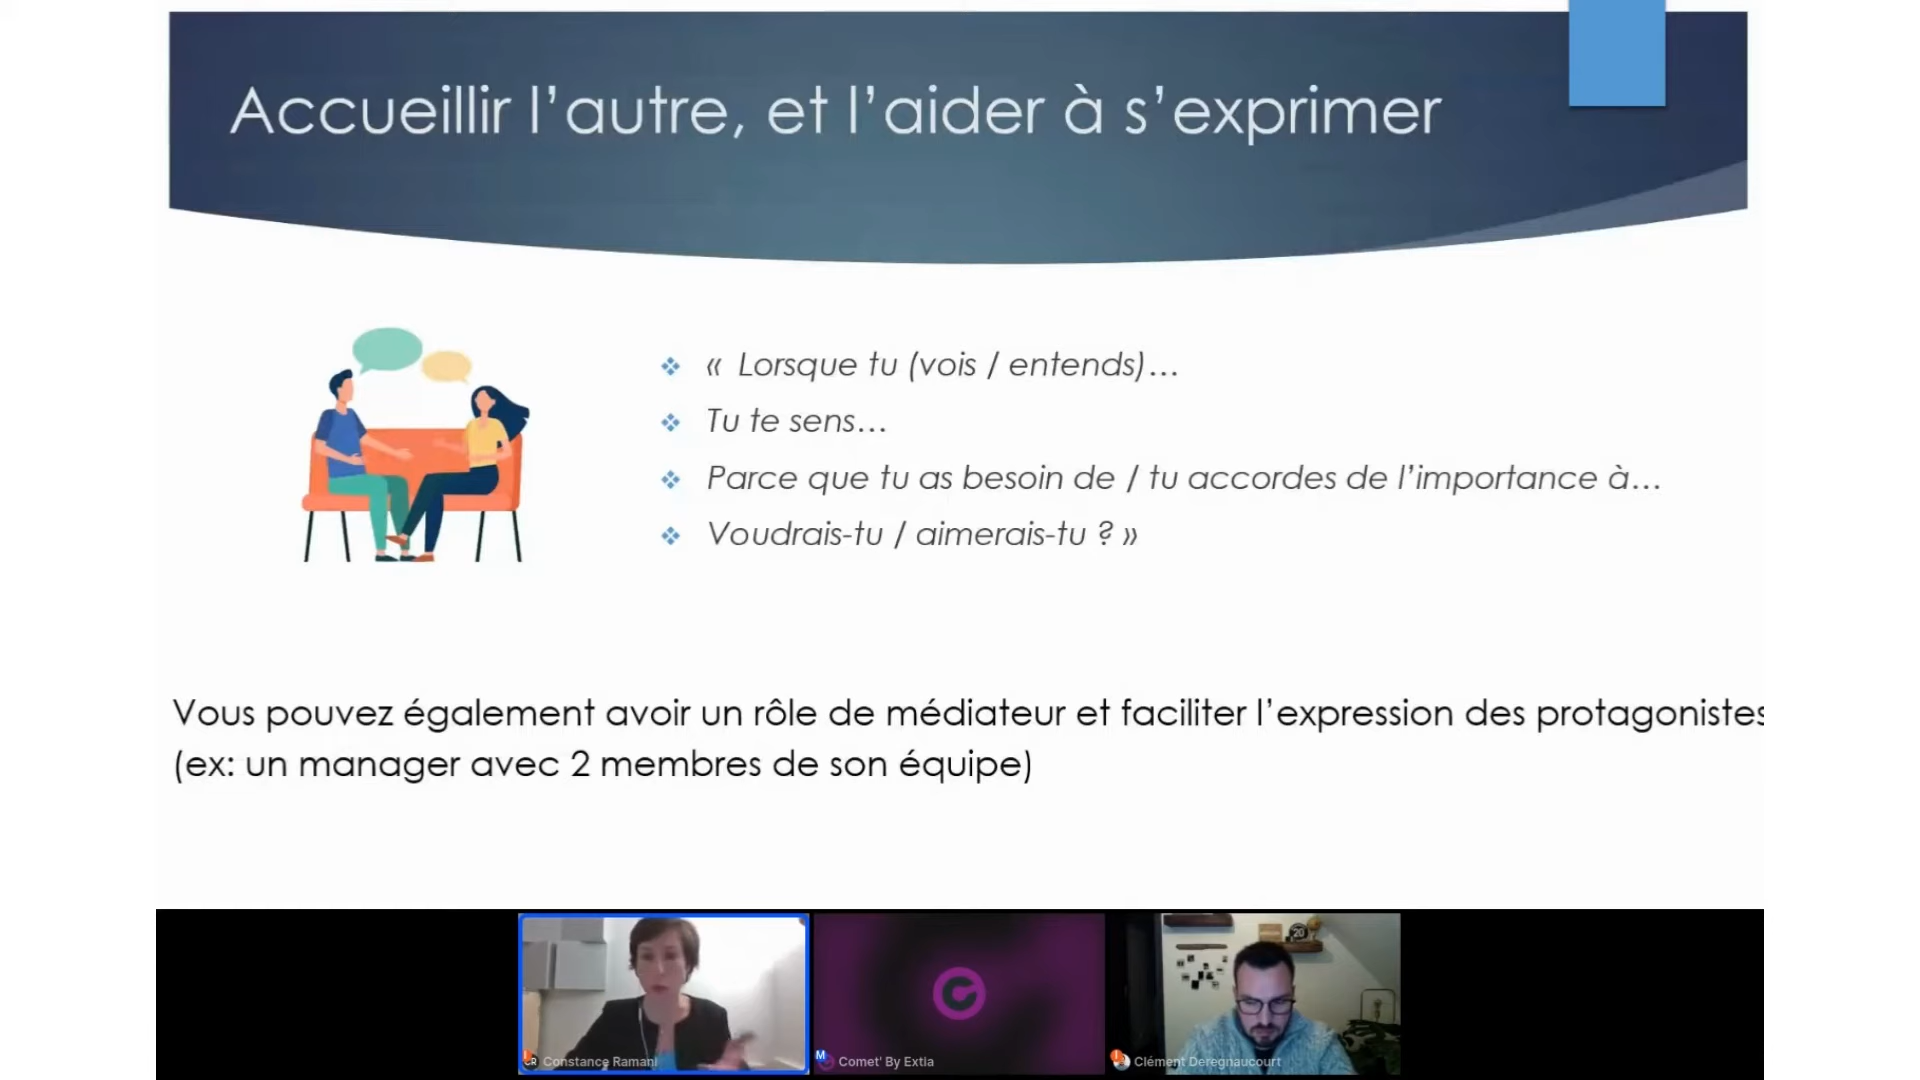 Accueillir l’autre, et l’aider à s’exprimer
« Lorsque tu (vois / entends)…
Tu te sens…
Parce que tu as besoin de / tu accordes de l’importance à…
Voudrais-tu / aimerais-tu ? »
Vous pouvez également avoir un rôle de médiateur et faciliter l’expression des protagonistes
(ex: un manager avec 2 membres de son équipe)
20
CR Constance Ramani
M Comet' By Extia
Clément Deregnaucourt